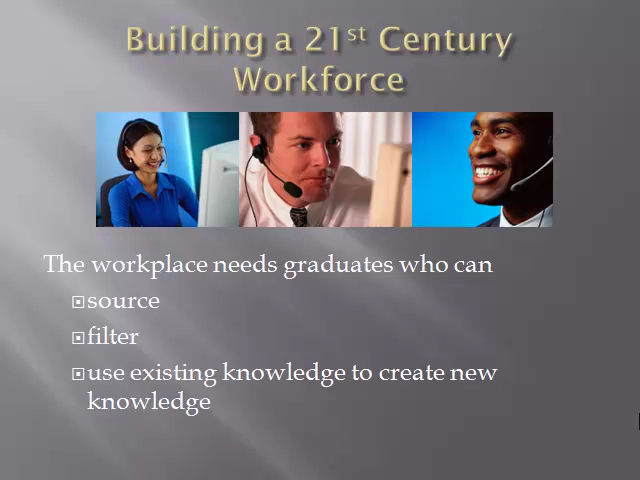 Building a 21st Century
Workforce
The workplace needs graduates who can
source
filter
use existing knowledge to create new
knowledge